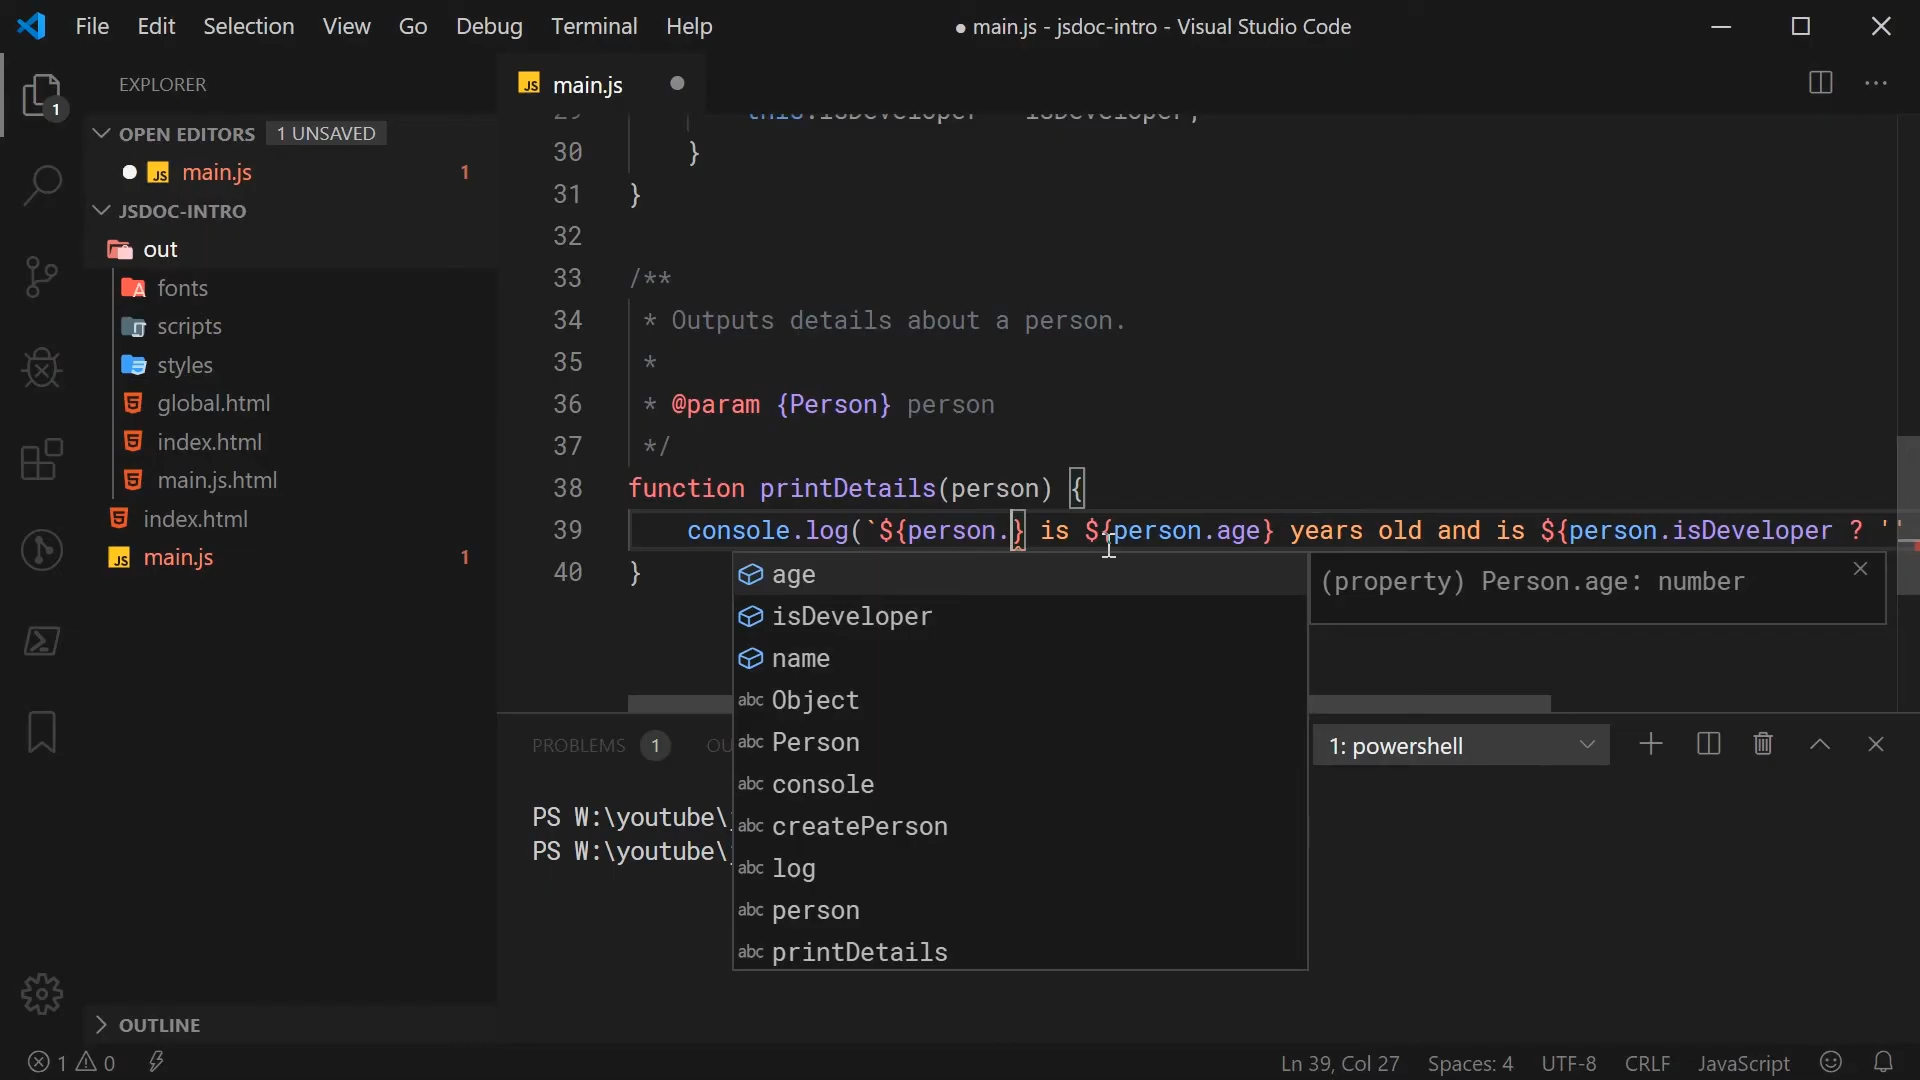 File Edit Selection View Go Debug Terminal Help
● main.js - jsdoc-intro - Visual Studio Code
1
EXPLORER
OPEN EDITORS 1 UNSAVED
JS main.js 1
JSDOC-INTRO
out
fonts
scripts
styles
global.html
index.html
main.js.html
index.html
JS main.js 1
OUTLINE
JS main.js
29 this.isDeveloper = isDeveloper;
30 }
31 }
32
33 /**
34 * Outputs details about a person.
35 *
36 * @param {Person} person
37 */
38 function printDetails(person) {
39 console.log(`${person.} is ${person.age} years old and is ${person.isDeveloper ? ''
40 }
age
isDeveloper
name
abc Object
abc Person
abc console
abc createPerson
abc log
abc person
abc printDetails
(property) Person.age: number
PROBLEMS 1 OU
1: powershell
PS W:\youtube\
PS W:\youtube\
1 0
Ln 39, Col 27 Spaces: 4 UTF-8 CRLF JavaScript